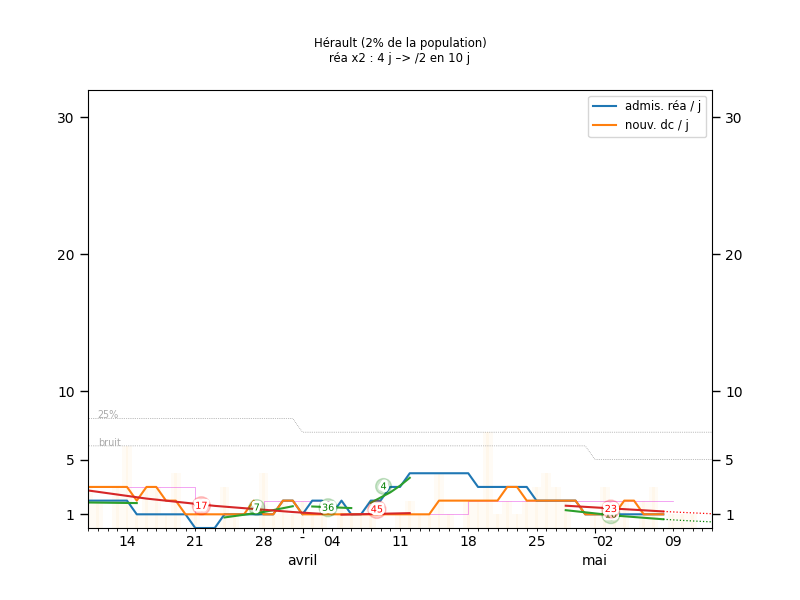 Hérault (2% de la population)
réa x2 : 4 j –> /2 en 10 j
admis. réa / j
nouv. dc / j
30 30
20 20
10 10
5 5
1 1
25%
bruit
17 7 36 45 4 23
14 21 28 04 11 18 25 02 09
avril mai